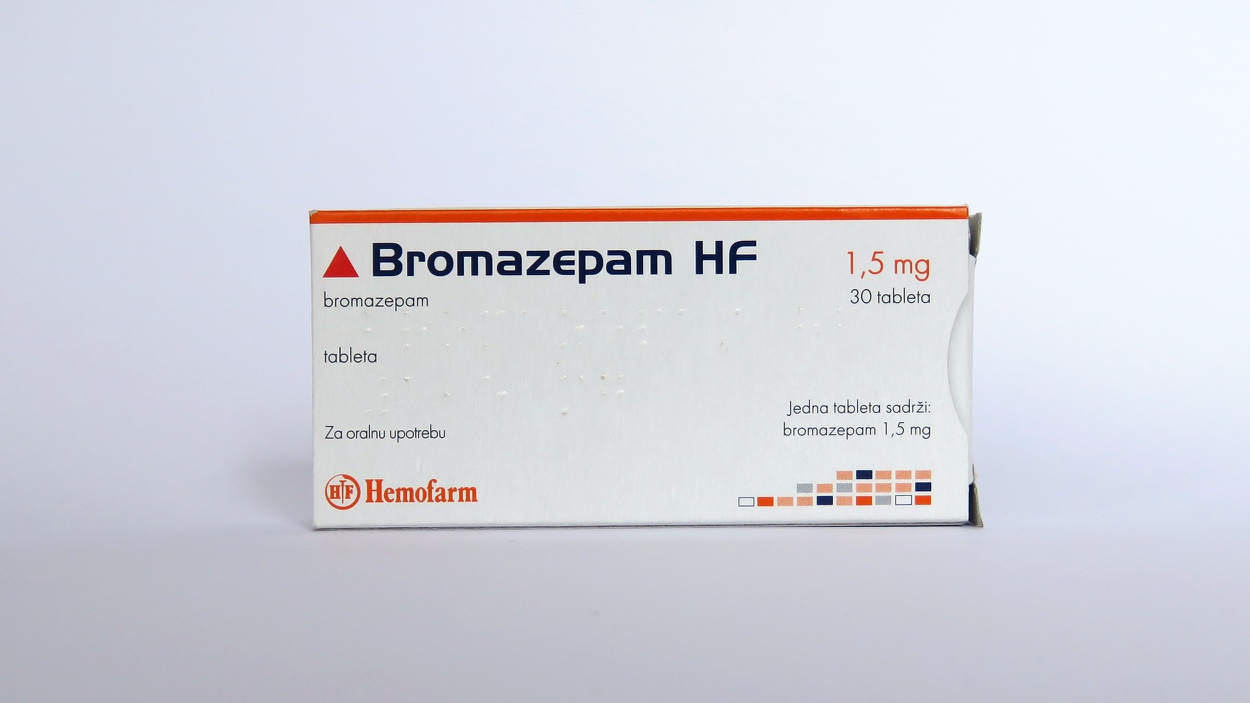 Bromazepam HF
1,5 mg
bromazepam
30 tableta
tableta
Jedna tableta sadrži:
bromazepam 1,5 mg
Za oralnu upotrebu
HF Hemofarm